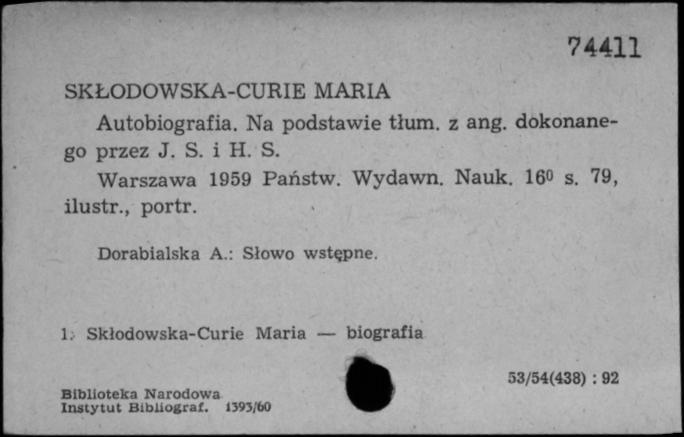 74411
SKŁODOWSKA-CURIE MARIA
Autobiografia. Na podstawie tłum. z ang. dokonane-
go przez J. S. i H. S.
Warszawa 1959 Państw. Wydawn. Nauk. 16⁰ s. 79,
ilustr., portr.
Dorabialska A.: Słowo wstępne.
1. Skłodowska-Curie Maria — biografia
53/54(438) : 92
Biblioteka Narodowa
Instytut Bibliograf. 1393/60